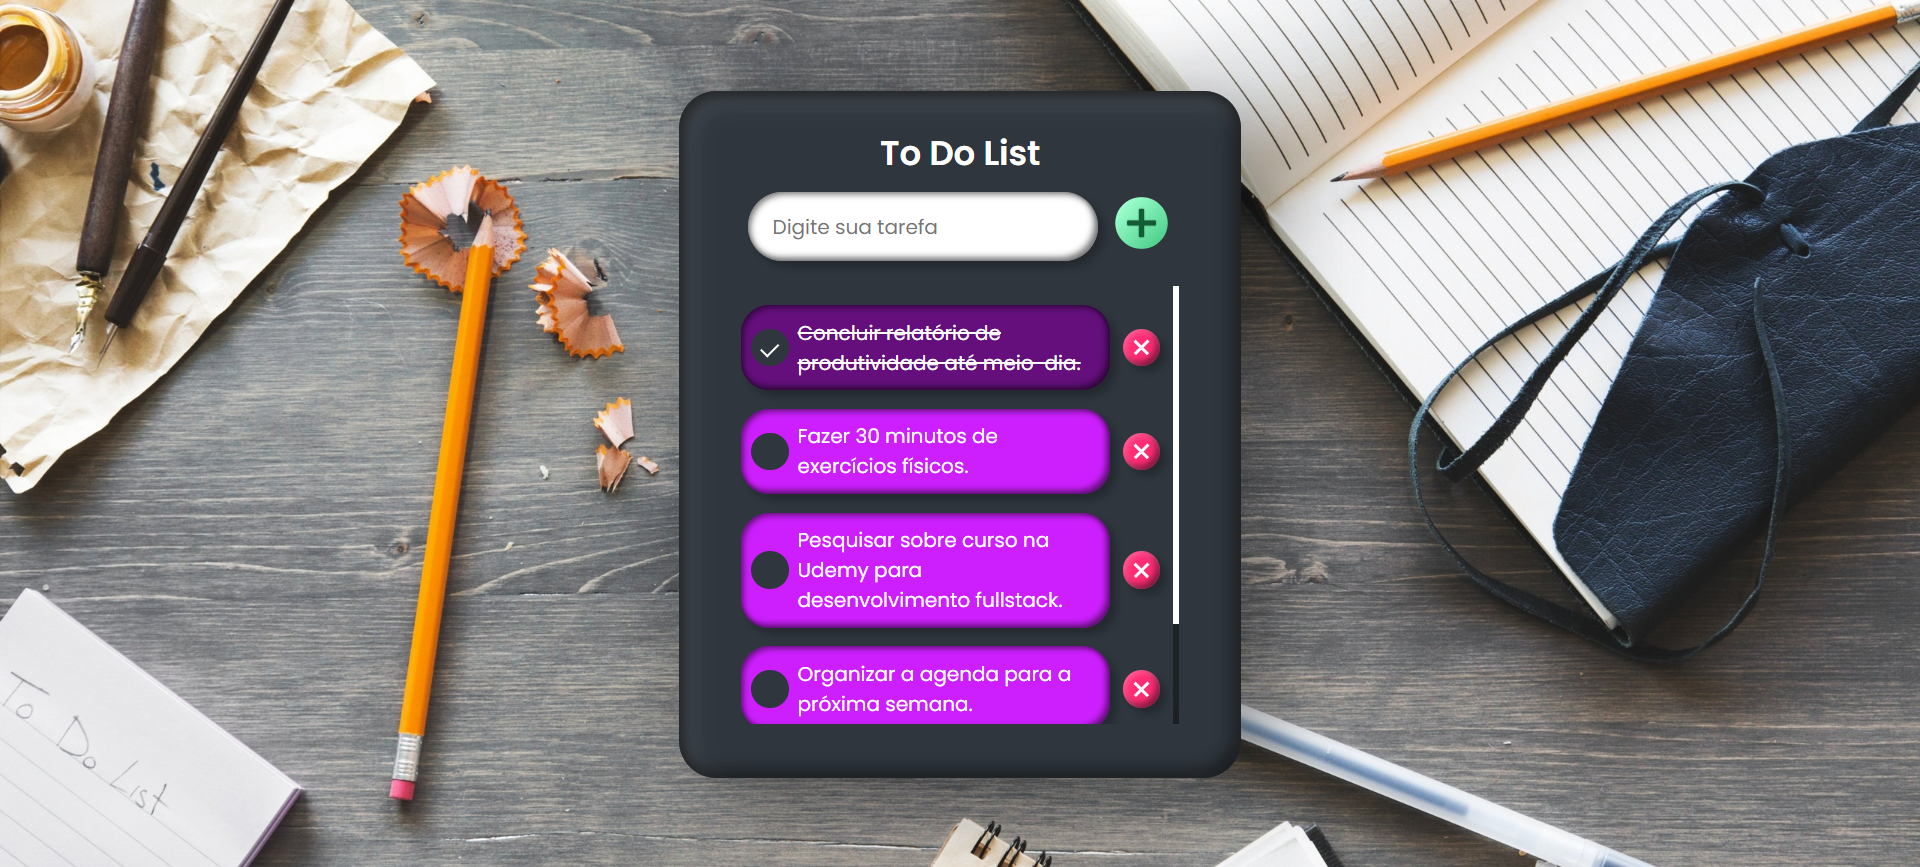 To Do List
Digite sua tarefa
Concluir relatório de
produtividade até meio-dia.
Fazer 30 minutos de
exercícios físicos.
Pesquisar sobre curso na
Udemy para
desenvolvimento fullstack.
Organizar a agenda para a
próxima semana.
To Do List